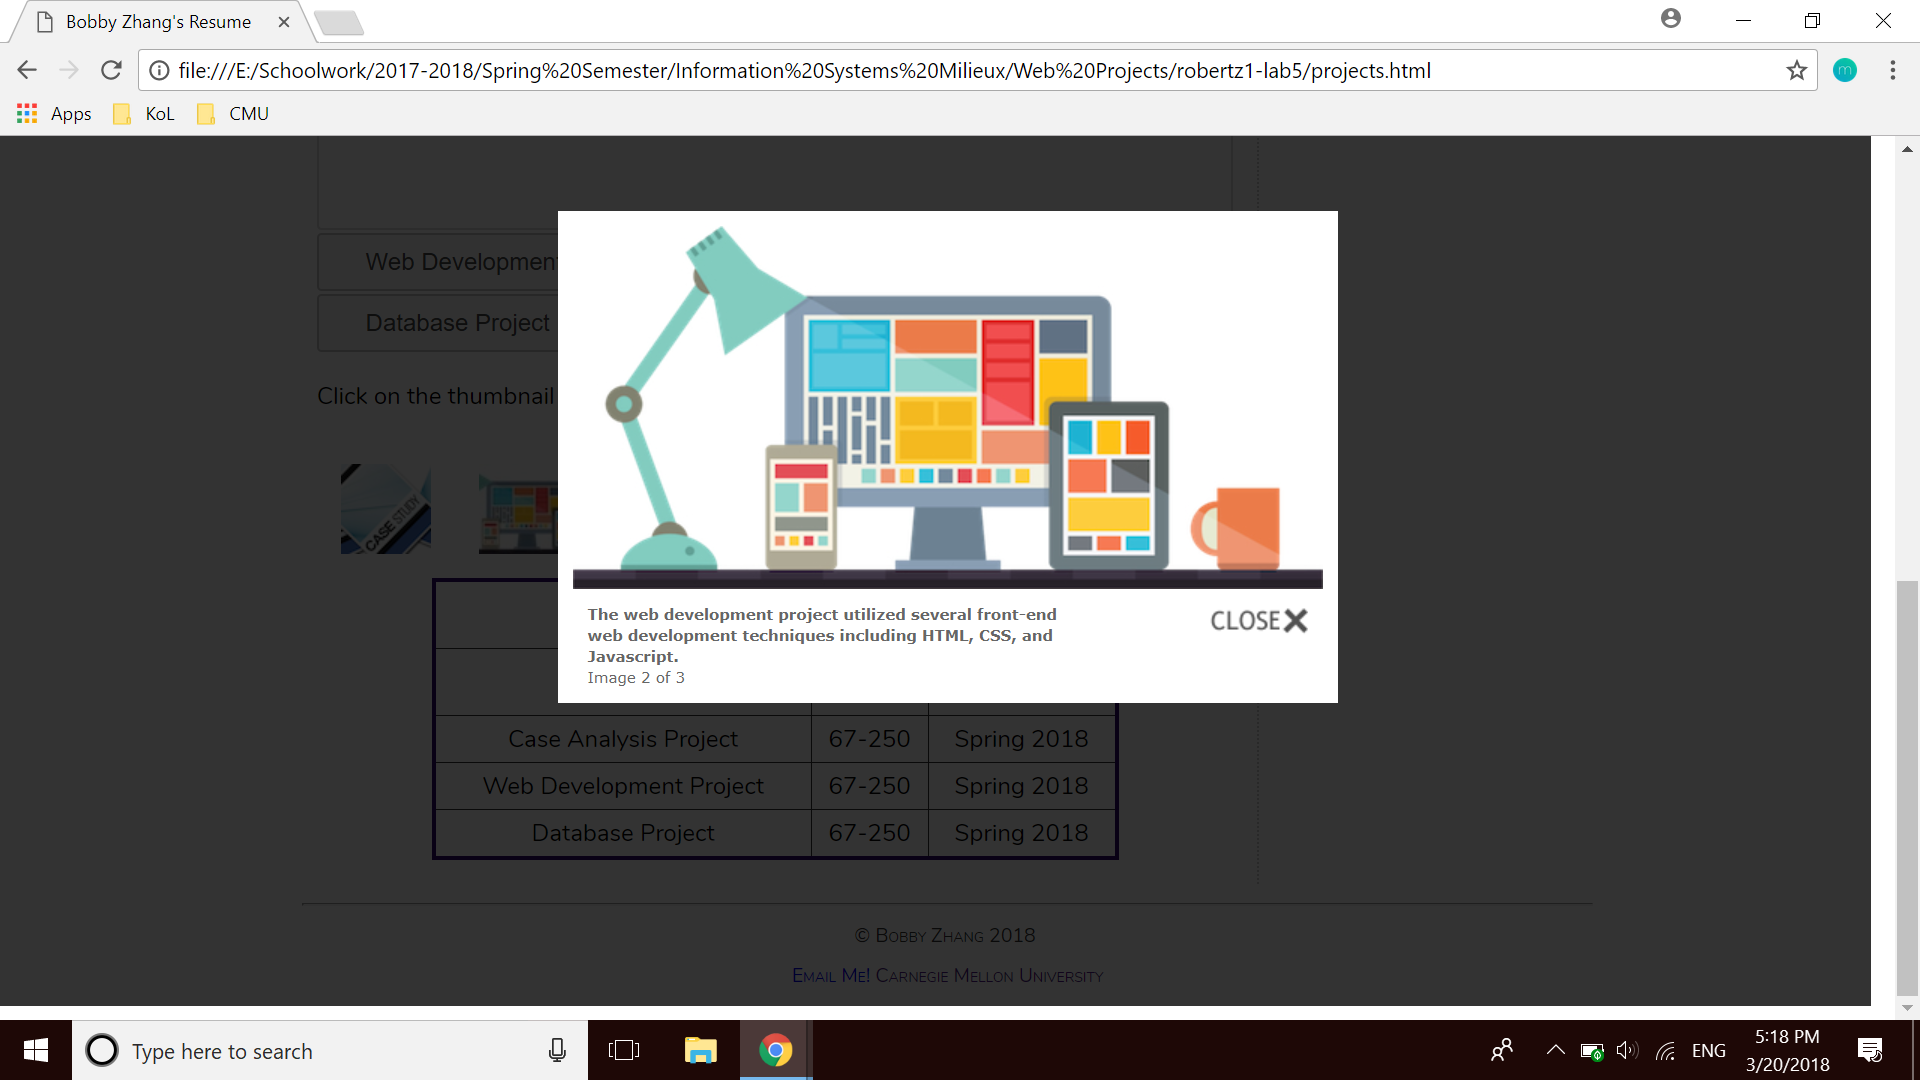 Bobby Zhang's Resume
file:///E:/Schoolwork/2017-2018/Spring%20Semester/Information%20Systems%20Milieux/Web%20Projects/robertz1-lab5/projects.html
m
Apps KoL CMU
Web Development
Database Project
Click on the thumbnail
CASE STUDY
The web development project utilized several front-end
web development techniques including HTML, CSS, and
Javascript.
Image 2 of 3
CLOSE
Case Analysis Project 67-250 Spring 2018
Web Development Project 67-250 Spring 2018
Database Project 67-250 Spring 2018
© Bobby Zhang 2018
Email Me! Carnegie Mellon University
Type here to search
ENG
5:18 PM
3/20/2018